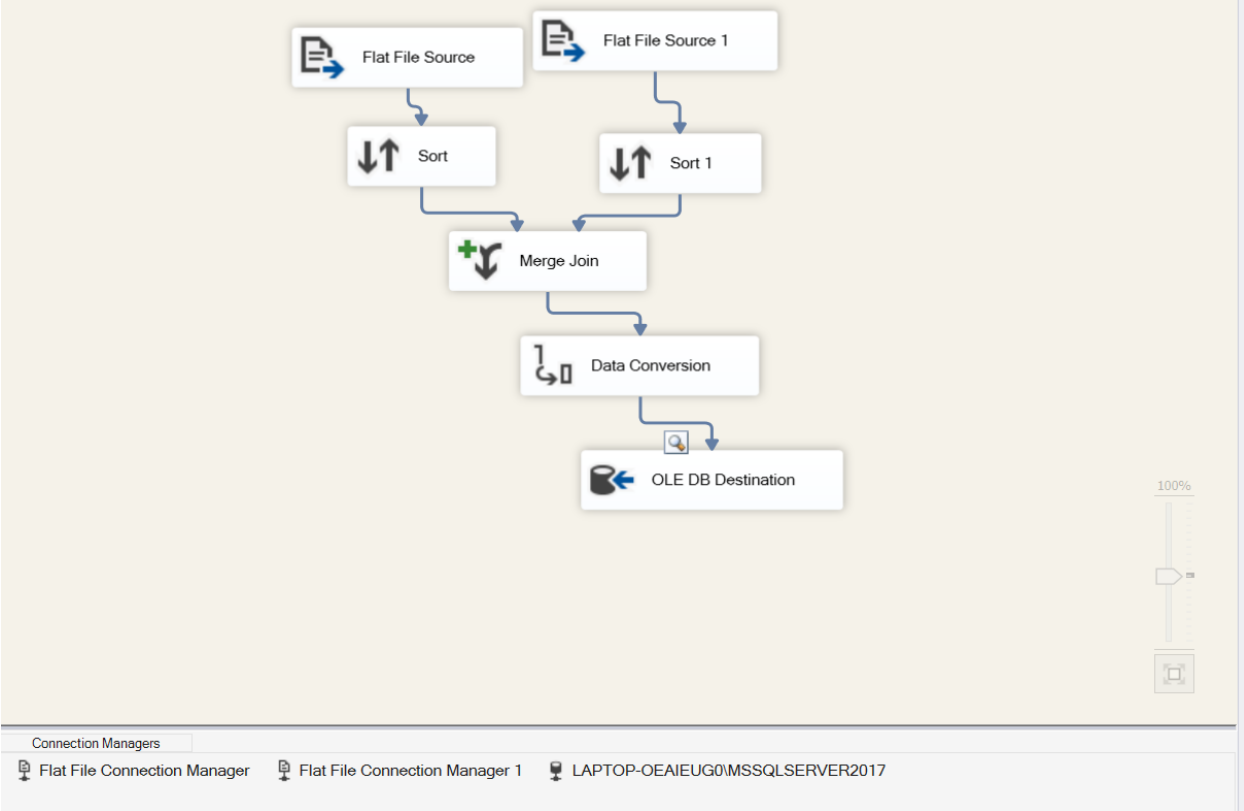 Flat File Source
Flat File Source 1
Sort
Sort 1
Merge Join
Data Conversion
OLE DB Destination
100%
Connection Managers
Flat File Connection Manager
Flat File Connection Manager 1
LAPTOP-OEAIEUG0\MSSQLSERVER2017